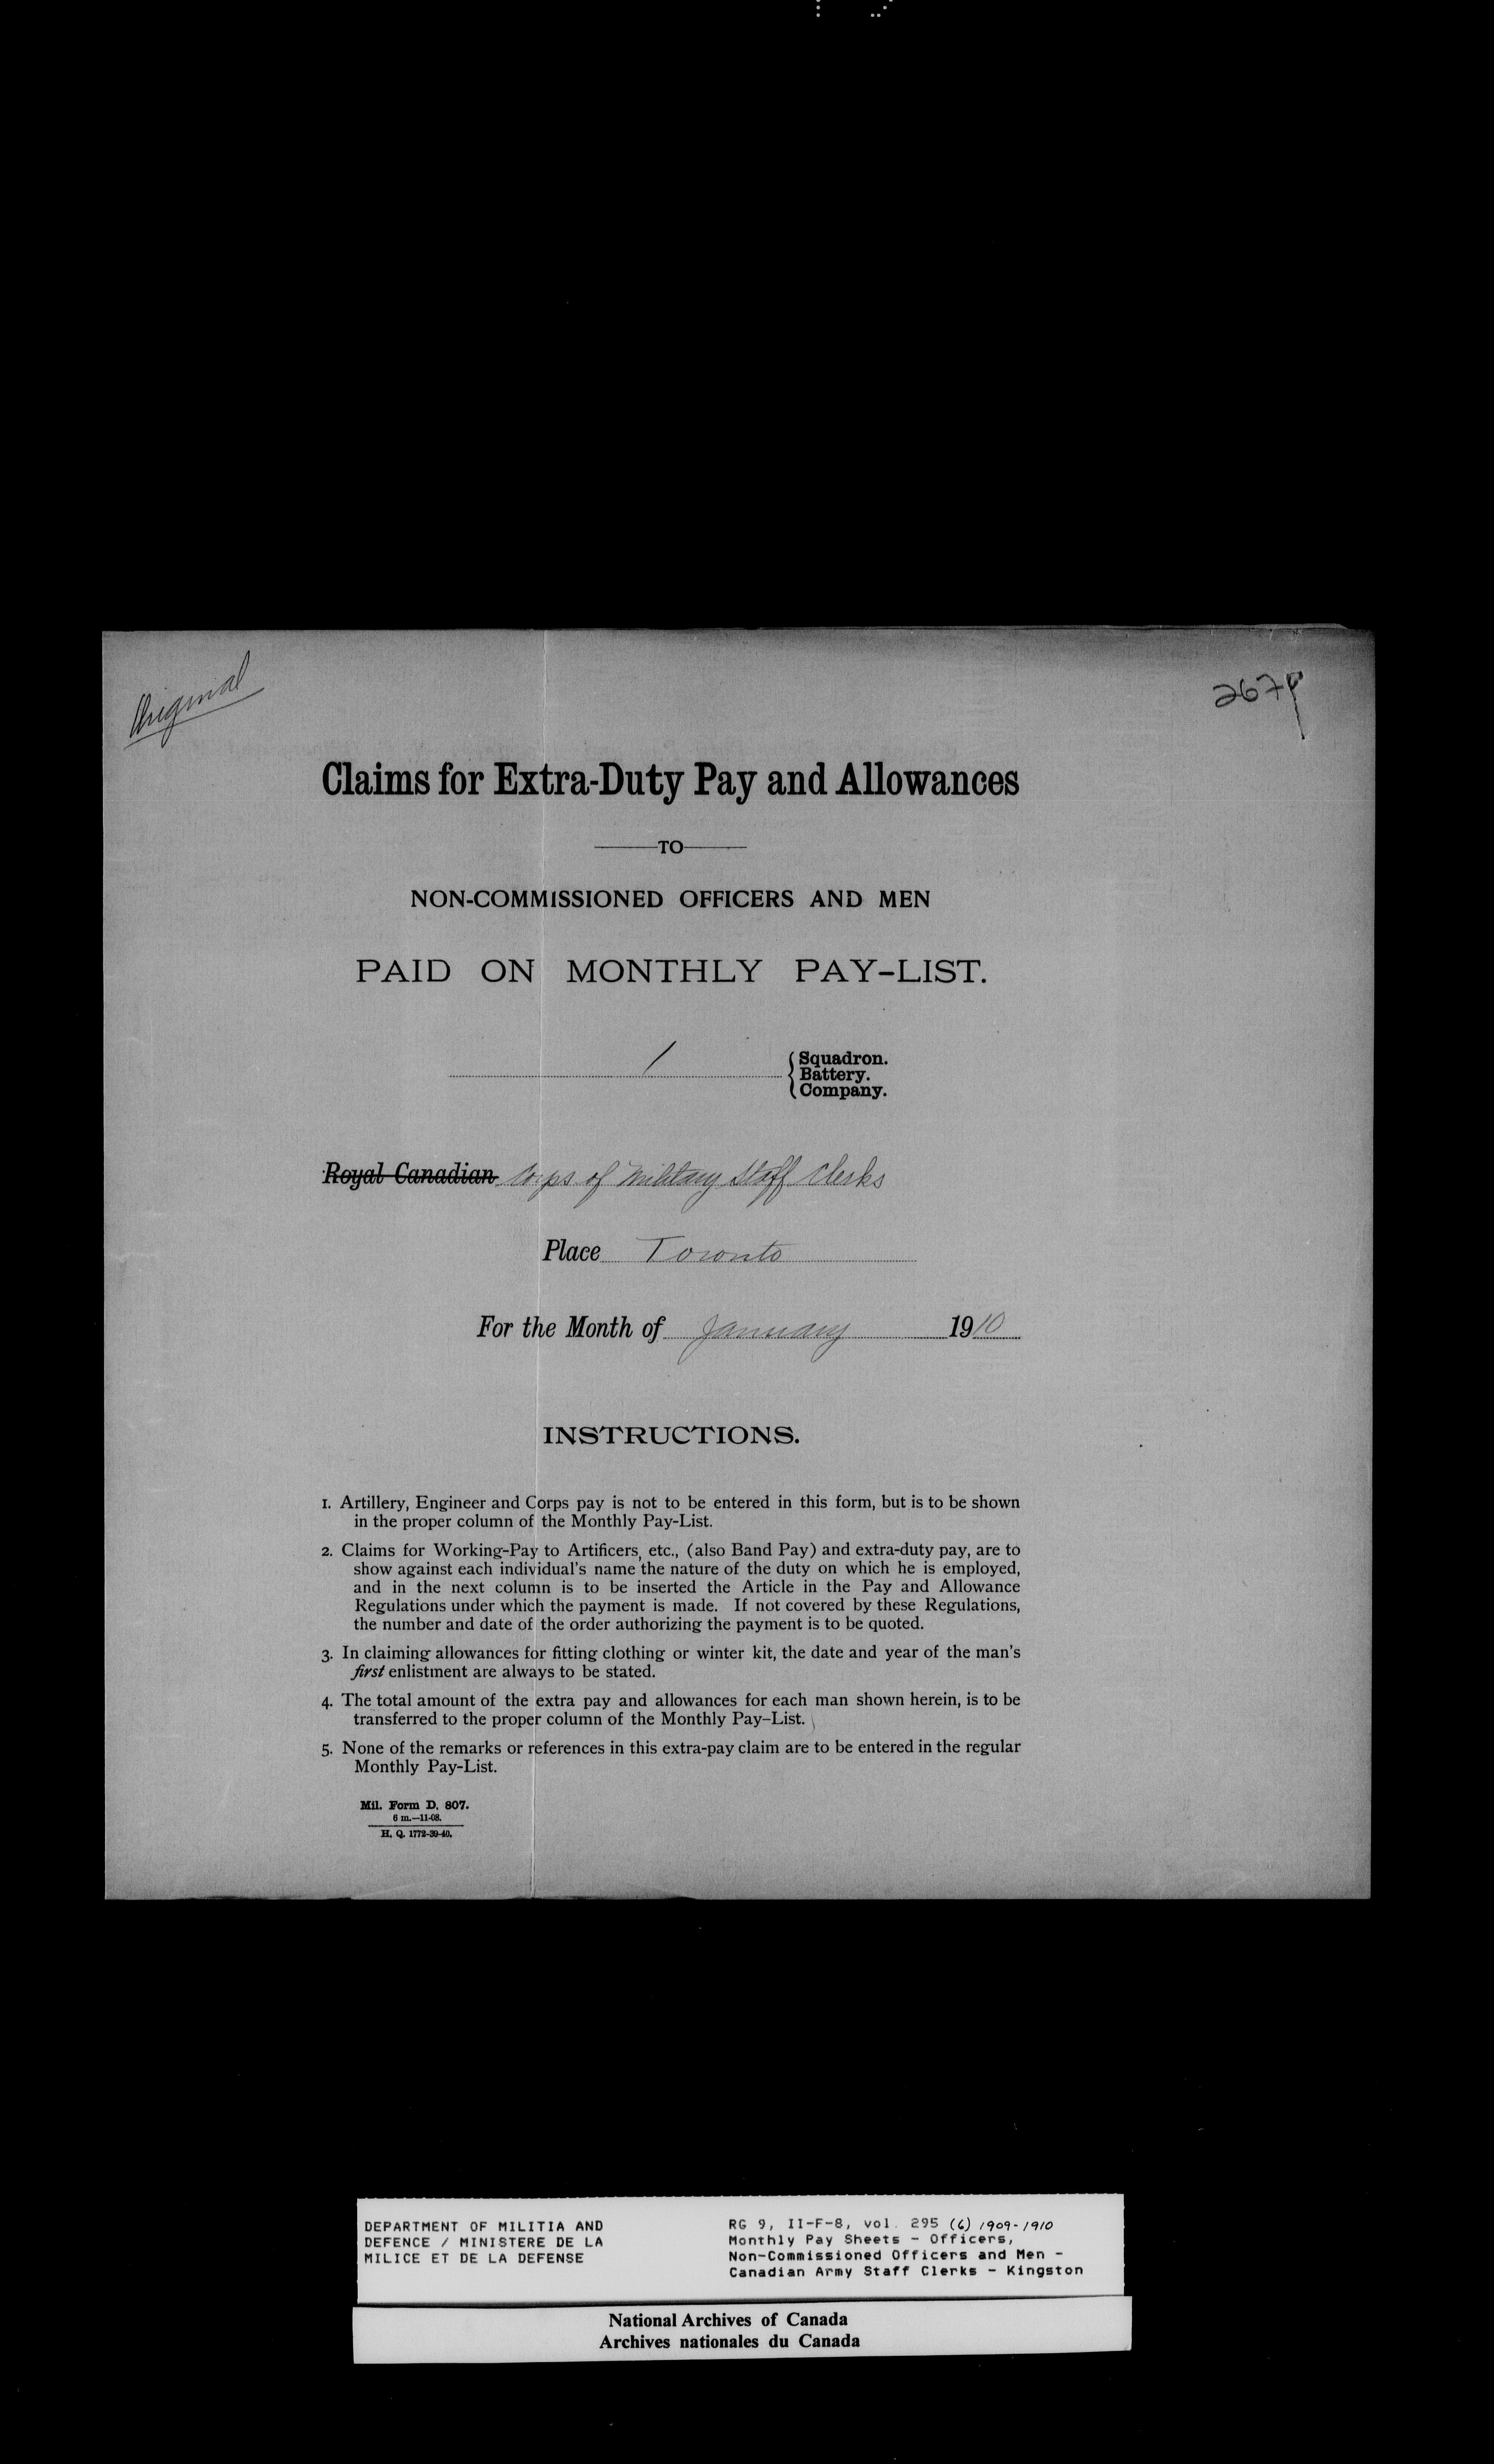 Original
Claims for Extra-Duty Pay and Allowances
TO
NON-COMMISSIONED OFFICERS AND MEN
PAID ON MONTHLY PAY-LIST.
Squadron.
Battery.
Company.
Royal Canadian Corps of Military Staff Clerks
Place Toronto
For the Month of January 1910
INSTRUCTIONS.
1. Artillery, Engineer and Corps pay is not to be entered in this form, but is to be shown
in the proper column of the Monthly Pay-List.
2. Claims for Working-Pay to Artificers, etc., (also Band Pay) and extra-duty pay, are to
show against each individual's name the nature of the duty on which he is employed,
and in the next column is to be inserted the Article in the Pay and Allowance
Regulations under which the payment is made. If not covered by these Regulations,
the number and date of the order authorizing the payment is to be quoted.
3. In claiming allowances for fitting clothing or winter kit, the date and year of the man's
first enlistment are always to be stated.
4. The total amount of the extra pay and allowances for each man shown herein, is to be
transferred to the proper column of the Monthly Pay-List.
5. None of the remarks or references in this extra-pay claim are to be entered in the regular
Monthly Pay-List.
Mil. Form D. 807.
6 m.—11-08.
H. Q. 1772-39-40.
DEPARTMENT OF MILITIA AND
DEFENCE / MINISTERE DE LA
MILICE ET DE LA DEFENSE
RG 9, II-F-8, vol. 295 (6) 1909-1910
Monthly Pay Sheets - Officers,
Non-Commissioned Officers and Men -
Canadian Army Staff Clerks - Kingston
National Archives of Canada
Archives nationales du Canada